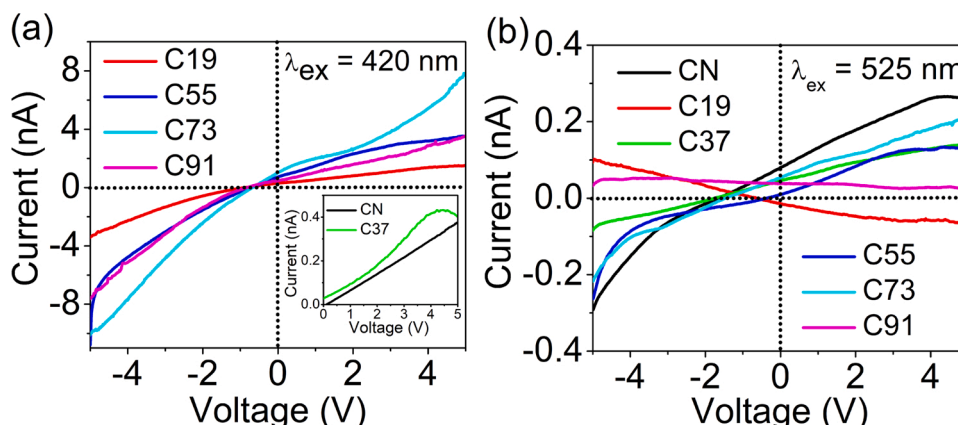 (a)
C19
C55
C73
C91
λex = 420 nm
Current (nA)
8
4
0
-4
-8
-4
-2
0
2
4
Voltage (V)
Current (nA)
0.4
0.2
0.0
CN
C37
0
1
2
3
4
5
Voltage (V)
(b)
CN
C19
C37
λex = 525 nm
C55
C73
C91
Current (nA)
0.4
0.2
0.0
-0.2
-0.4
-4
-2
0
2
4
Voltage (V)